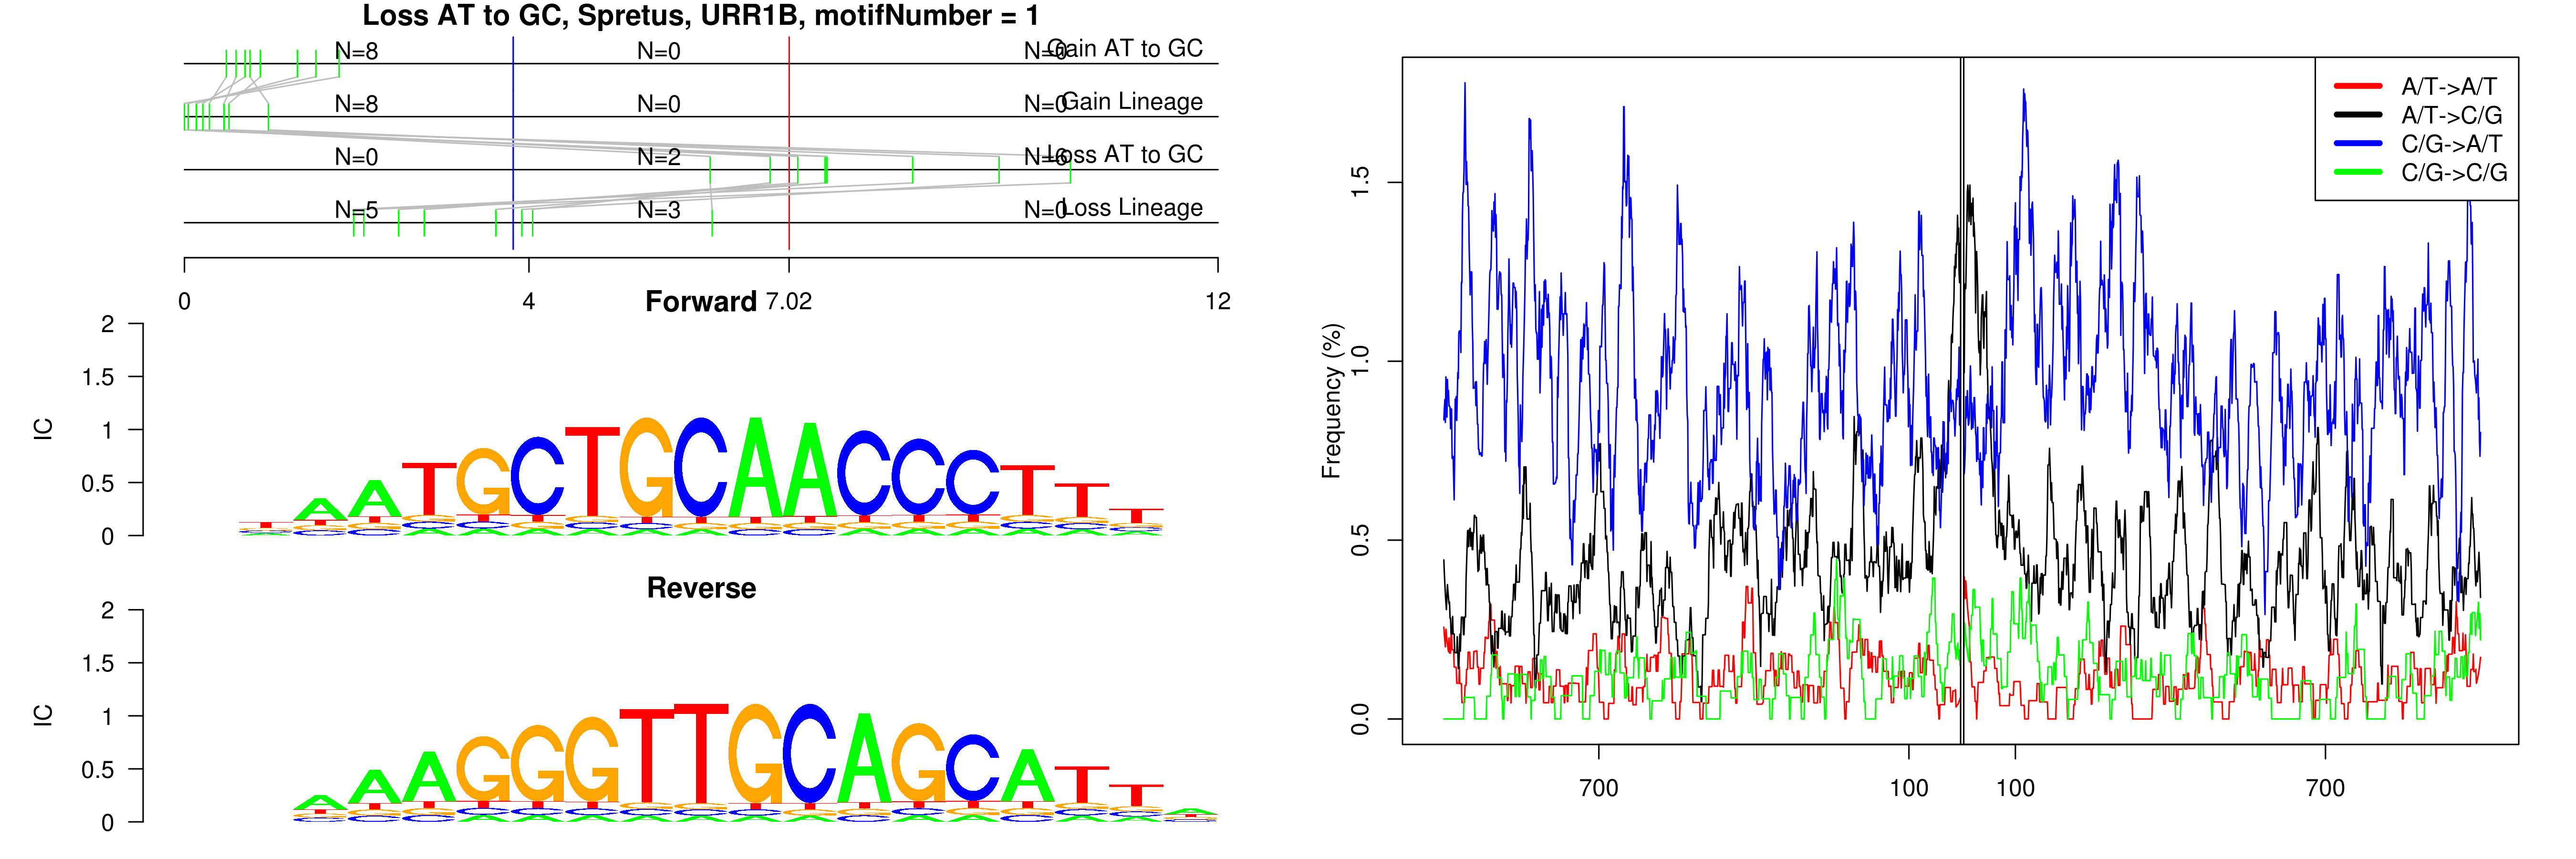 Loss AT to GC, Spretus, URR1B, motifNumber = 1
N=8 N=0 N=0 Gain AT to GC
N=8 N=0 N=0 Gain Lineage
N=0 N=2 N=6 Loss AT to GC
N=5 N=3 N=0 Loss Lineage
0 4 7.02 12
Forward
IC
2
1.5
1
0.5
0
TAATGCTGCAACCCTTT
Reverse
IC
2
1.5
1
0.5
0
AAAGGGTTGCAGCATTA
Frequency (%)
1.5
1.0
0.5
0.0
A/T->A/T
A/T->C/G
C/G->A/T
C/G->C/G
700 100 100 700